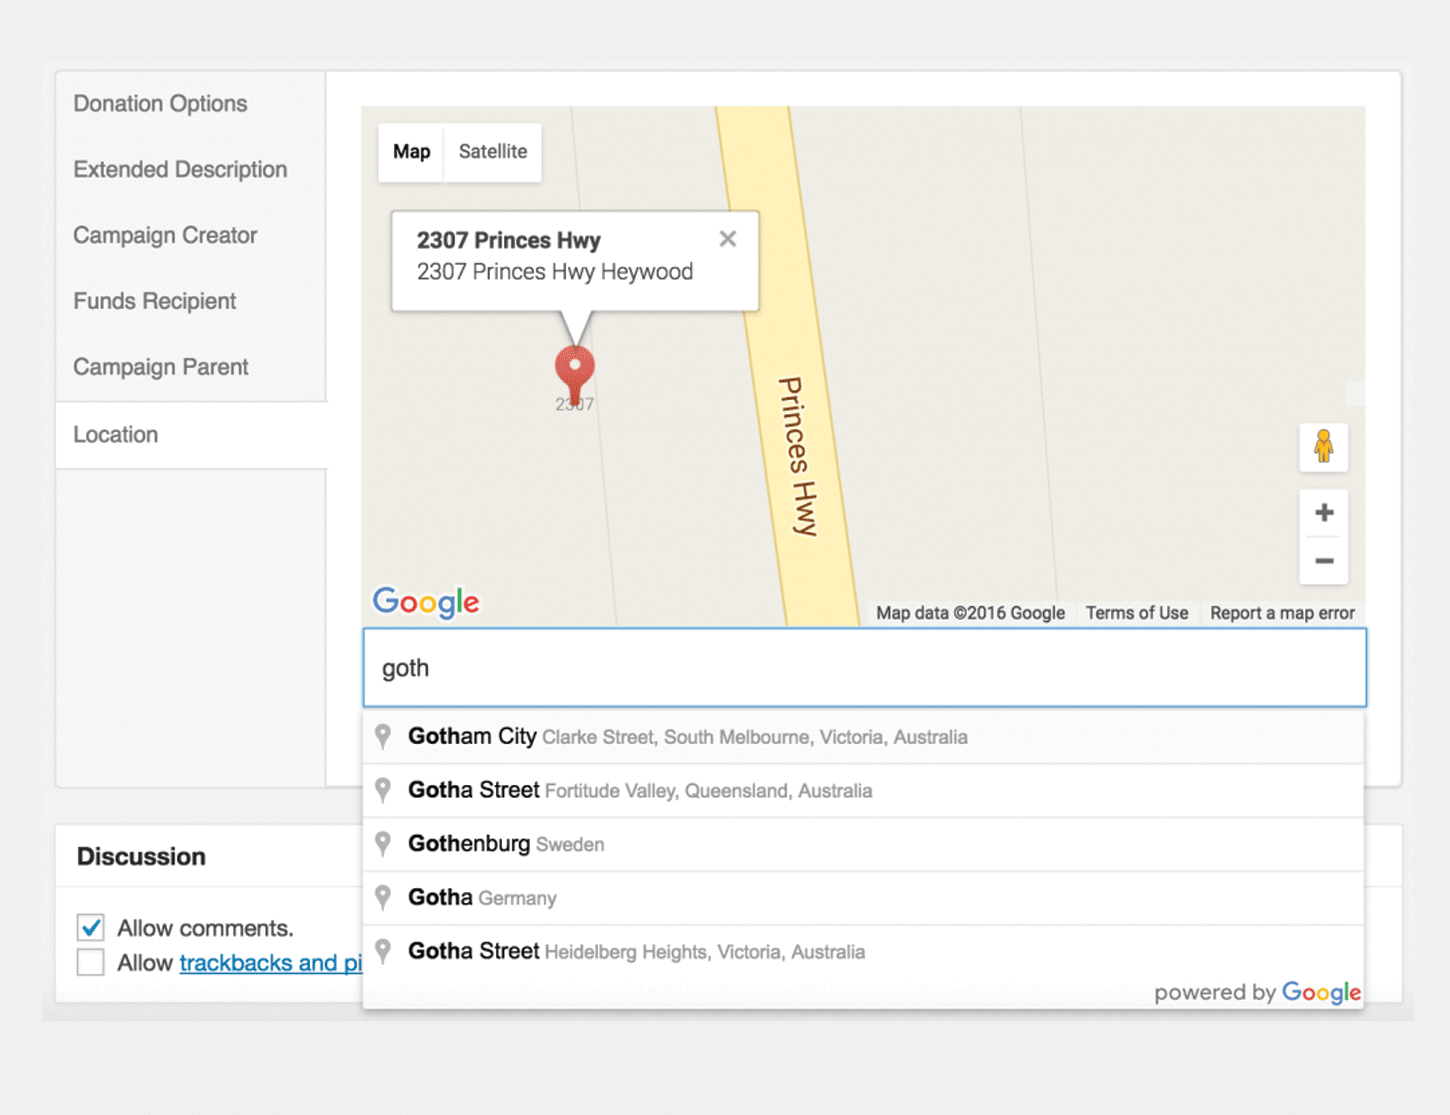 Donation Options
Extended Description
Campaign Creator
Funds Recipient
Campaign Parent
Location
Map Satellite
2307 Princes Hwy
2307 Princes Hwy Heywood
2307
Princes Hwy
Google
Map data ©2016 Google Terms of Use Report a map error
goth
Gotham City Clarke Street, South Melbourne, Victoria, Australia
Gotha Street Fortitude Valley, Queensland, Australia
Gothenburg Sweden
Gotha Germany
Gotha Street Heidelberg Heights, Victoria, Australia
powered by Google
Discussion
Allow comments.
Allow trackbacks and pi